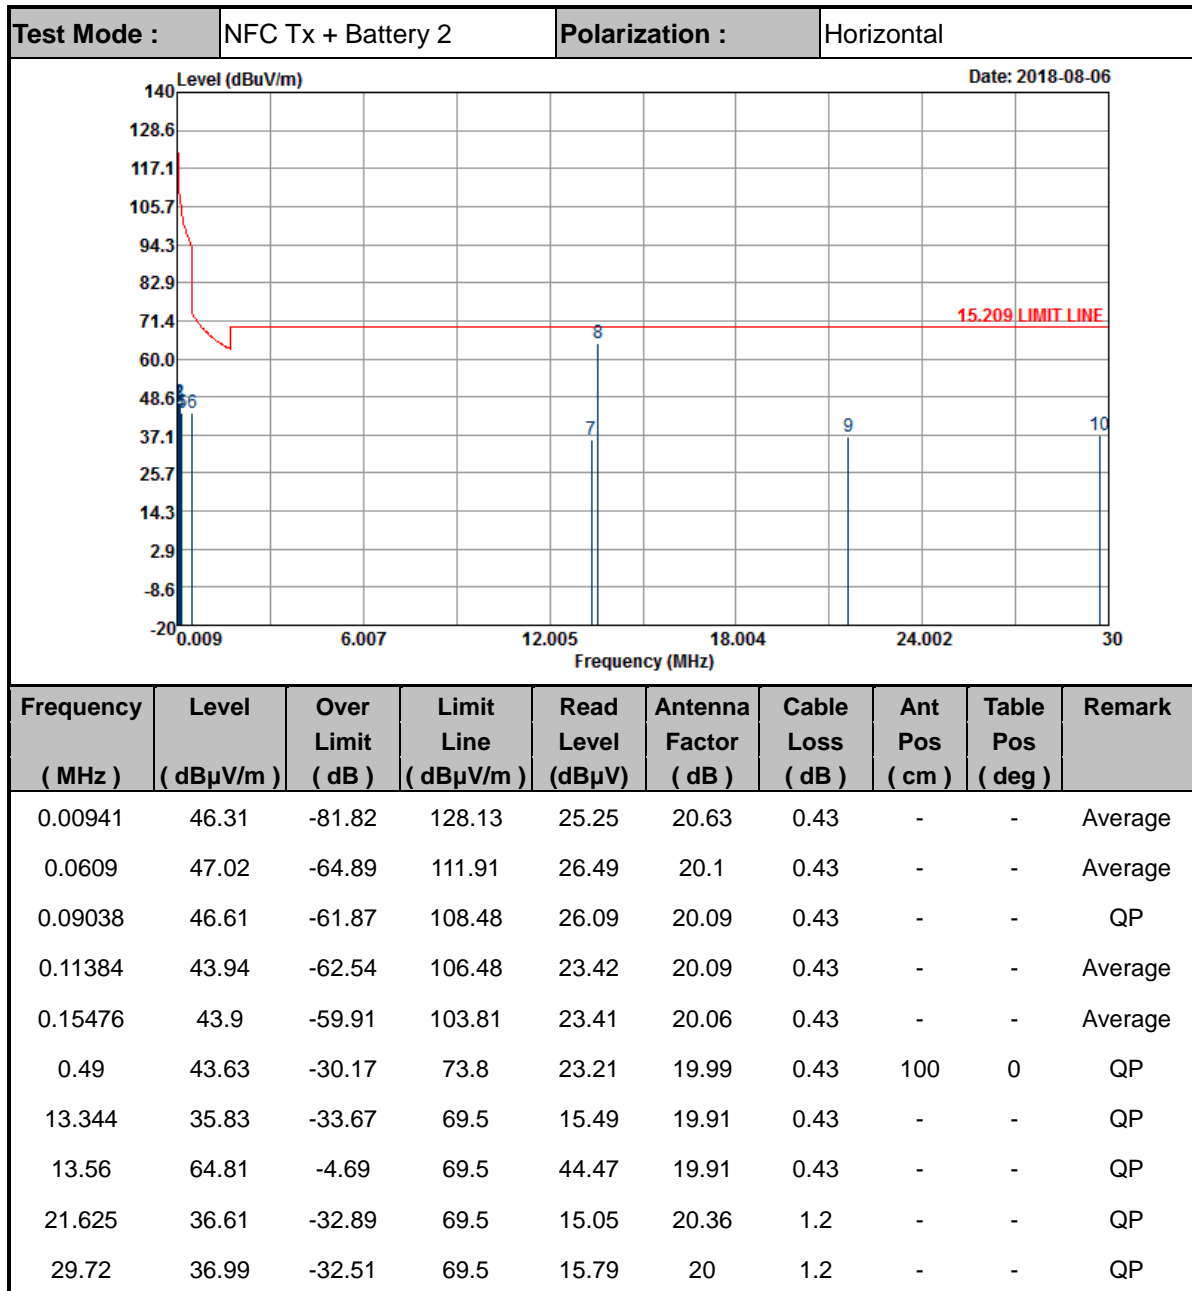 Test Mode : NFC Tx + Battery 2 Polarization : Horizontal
Level (dBuV/m) Date: 2018-08-06
140
128.6
117.1
105.7
94.3
82.9
71.4
15.209 LIMIT LINE
8
60.0
48.6
6
37.1
7
9
10
25.7
14.3
2.9
-8.6
-20
0.009 6.007 12.005 18.004 24.002 30
Frequency (MHz)
Frequency Level Over Limit Read Antenna Cable Ant Table Remark
Limit Line Level Factor Loss Pos Pos
( MHz ) ( dBµV/m ) ( dB ) ( dBµV/m ) (dBµV) ( dB ) ( dB ) ( cm ) ( deg )
0.00941 46.31 -81.82 128.13 25.25 20.63 0.43 - - Average
0.0609 47.02 -64.89 111.91 26.49 20.1 0.43 - - Average
0.09038 46.61 -61.87 108.48 26.09 20.09 0.43 - - QP
0.11384 43.94 -62.54 106.48 23.42 20.09 0.43 - - Average
0.15476 43.9 -59.91 103.81 23.41 20.06 0.43 - - Average
0.49 43.63 -30.17 73.8 23.21 19.99 0.43 100 0 QP
13.344 35.83 -33.67 69.5 15.49 19.91 0.43 - - QP
13.56 64.81 -4.69 69.5 44.47 19.91 0.43 - - QP
21.625 36.61 -32.89 69.5 15.05 20.36 1.2 - - QP
29.72 36.99 -32.51 69.5 15.79 20 1.2 - - QP